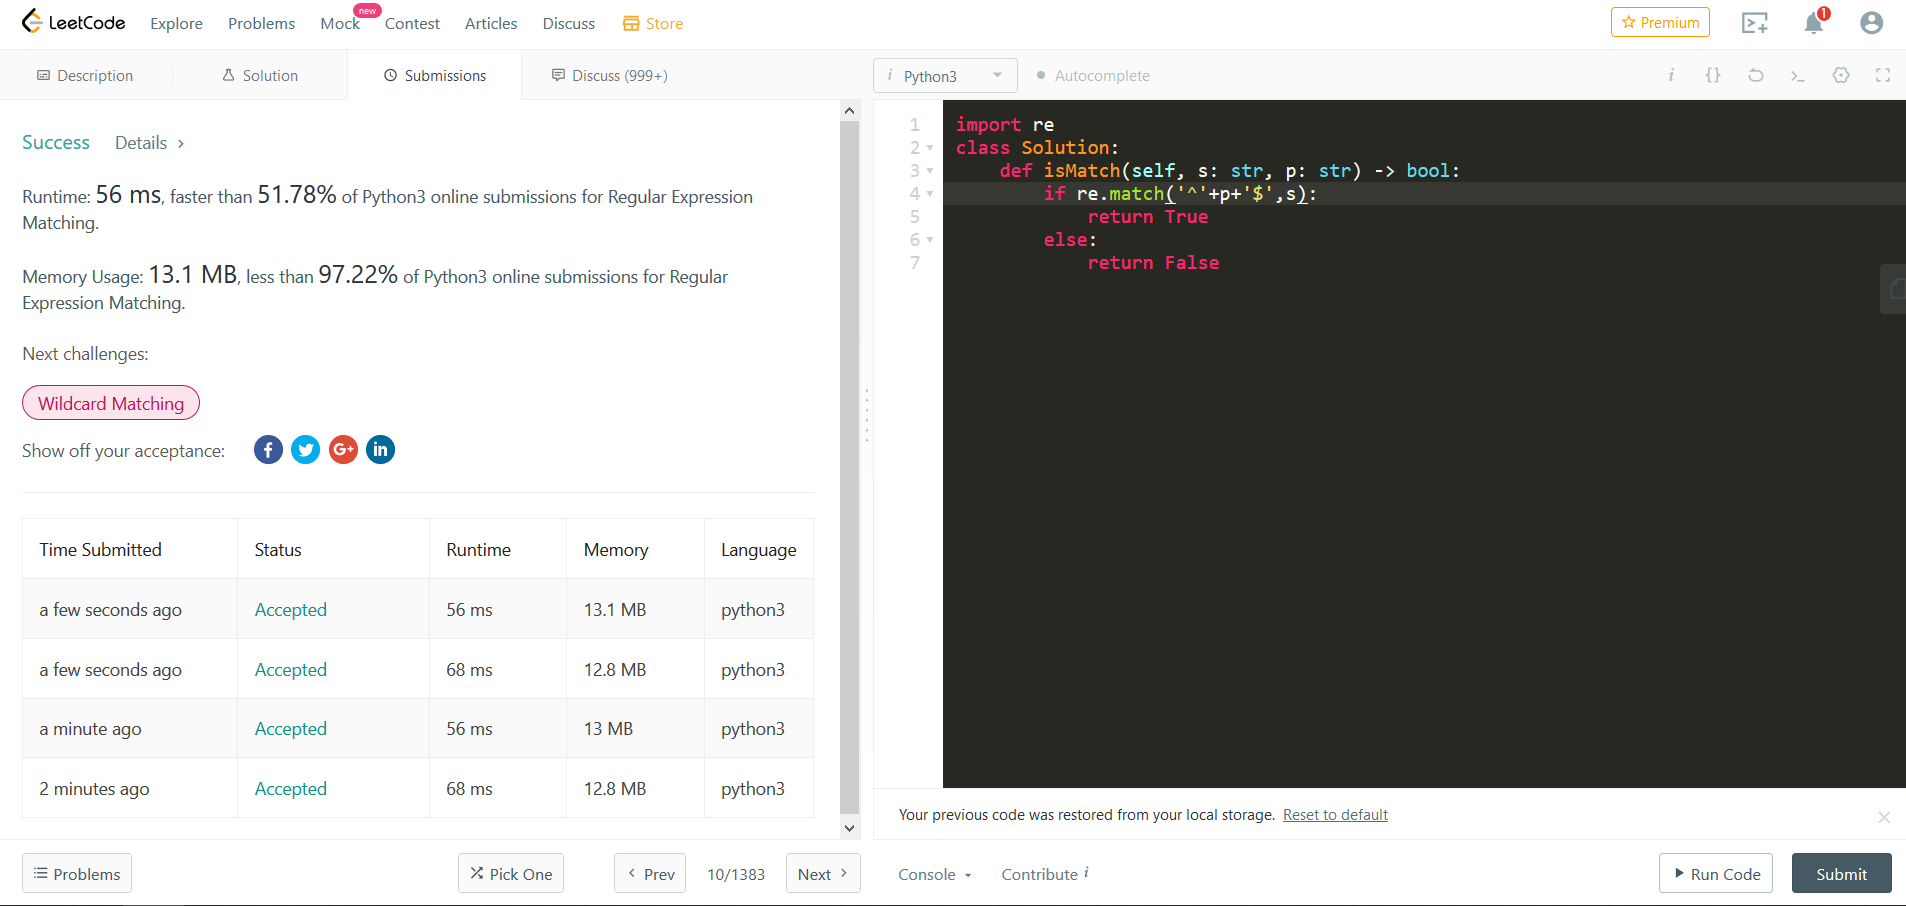 LeetCode Explore Problems Mock new Contest Articles Discuss Store Premium 1
Description Solution Submissions Discuss (999+)
i Python3 Autocomplete i {} >_
Success Details >
Runtime: 56 ms, faster than 51.78% of Python3 online submissions for Regular Expression
Matching.
Memory Usage: 13.1 MB, less than 97.22% of Python3 online submissions for Regular
Expression Matching.
Next challenges:
Wildcard Matching
Show off your acceptance: f G+ in
Time Submitted Status Runtime Memory Language
a few seconds ago Accepted 56 ms 13.1 MB python3
a few seconds ago Accepted 68 ms 12.8 MB python3
a minute ago Accepted 56 ms 13 MB python3
2 minutes ago Accepted 68 ms 12.8 MB python3
Problems Pick One < Prev 10/1383 Next >
1 import re
2 class Solution:
3 def isMatch(self, s: str, p: str) -> bool:
4 if re.match('^'+p+'$',s):
5 return True
6 else:
7 return False
Your previous code was restored from your local storage. Reset to default
Console Contribute i Run Code Submit